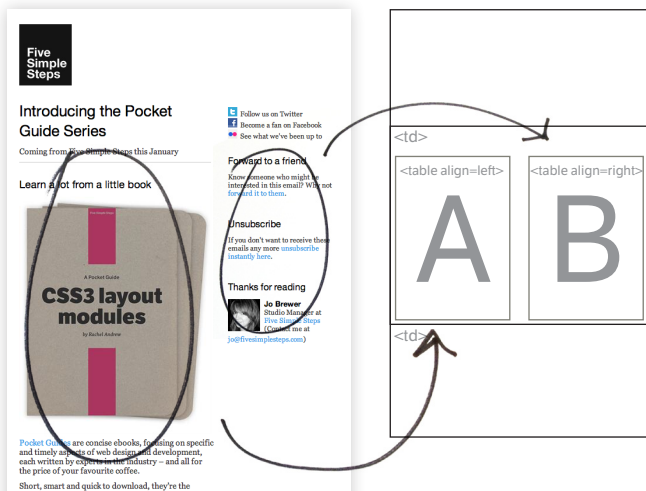 Five
Simple
Steps
Introducing the Pocket
Guide Series
Coming from Five Simple Steps this January
Learn a lot from a little book
A Pocket Guide
CSS3 layout
modules
by Rachel Andrew
Pocket Guides are concise ebooks, focusing on specific
and timely aspects of web design and development,
each written by experts in the industry – and all for
the price of your favourite coffee.
Short, smart and quick to download, they're the
Follow us on Twitter
Become a fan on Facebook
See what we've been up to
Forward to a friend
Know someone who might be
interested in this email? Why not
forward it to them.
Unsubscribe
If you don't want to receive these
emails any more unsubscribe
instantly here.
Thanks for reading
Jo Brewer
Studio Manager at
Five Simple Steps
(Contact me at
jo@fivesimplesteps.com)
<td>
<table align=left>
A
<table align=right>
B
<td>